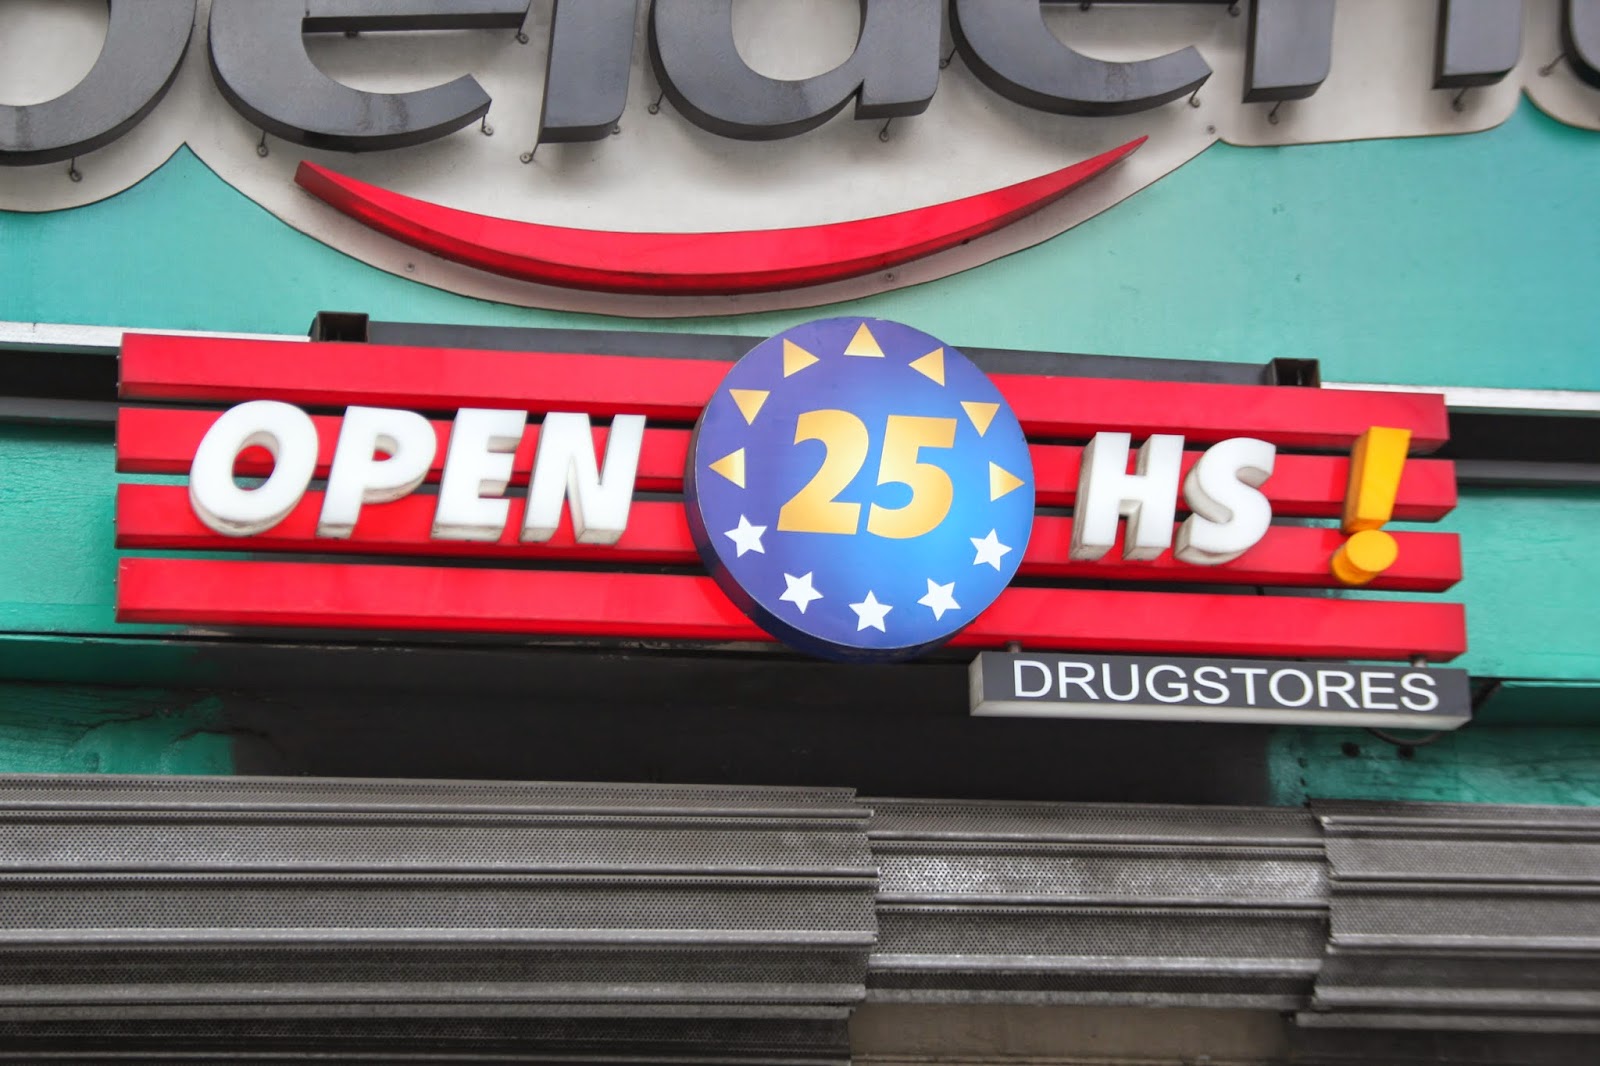 OPEN 25 HS !
DRUGSTORES